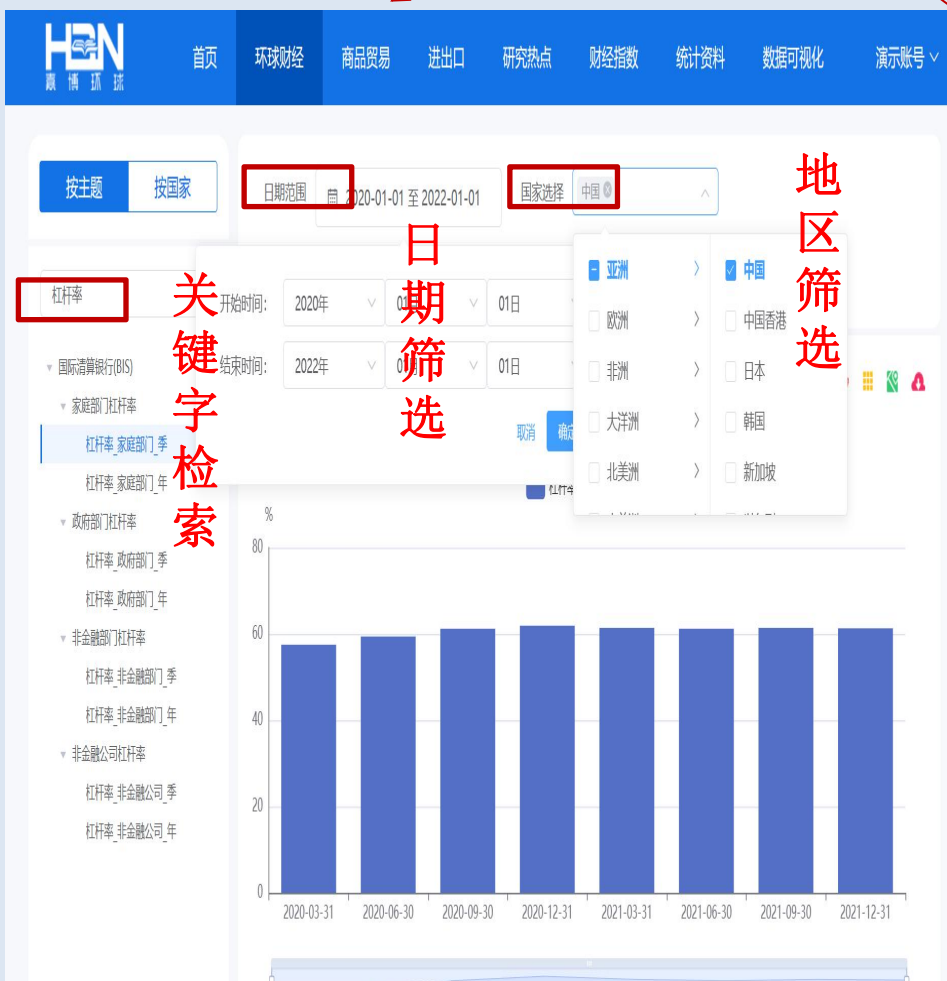 HBN
寰博环球
首页 环球财经 商品贸易 进出口 研究热点 财经指数 统计资料 数据可视化 演示账号
按主题 按国家
日期范围 2020-01-01 至 2022-01-01 国家选择 中国
地区筛选
日期筛选
关键字检索
杠杆率
开始时间: 2020年 01月 01日
结束时间: 2022年 01月 01日
取消 确定
亚洲 中国
欧洲 中国香港
非洲 日本
大洋洲 韩国
北美洲 新加坡
国际清算银行(BIS)
家庭部门杠杆率
杠杆率_家庭部门_季
杠杆率_家庭部门_年
政府部门杠杆率
杠杆率_政府部门_季
杠杆率_政府部门_年
非金融部门杠杆率
杠杆率_非金融部门_季
杠杆率_非金融部门_年
非金融公司杠杆率
杠杆率_非金融公司_季
杠杆率_非金融公司_年
杠杆率
%
80
60
40
20
0
2020-03-31 2020-06-30 2020-09-30 2020-12-31 2021-03-31 2021-06-30 2021-09-30 2021-12-31